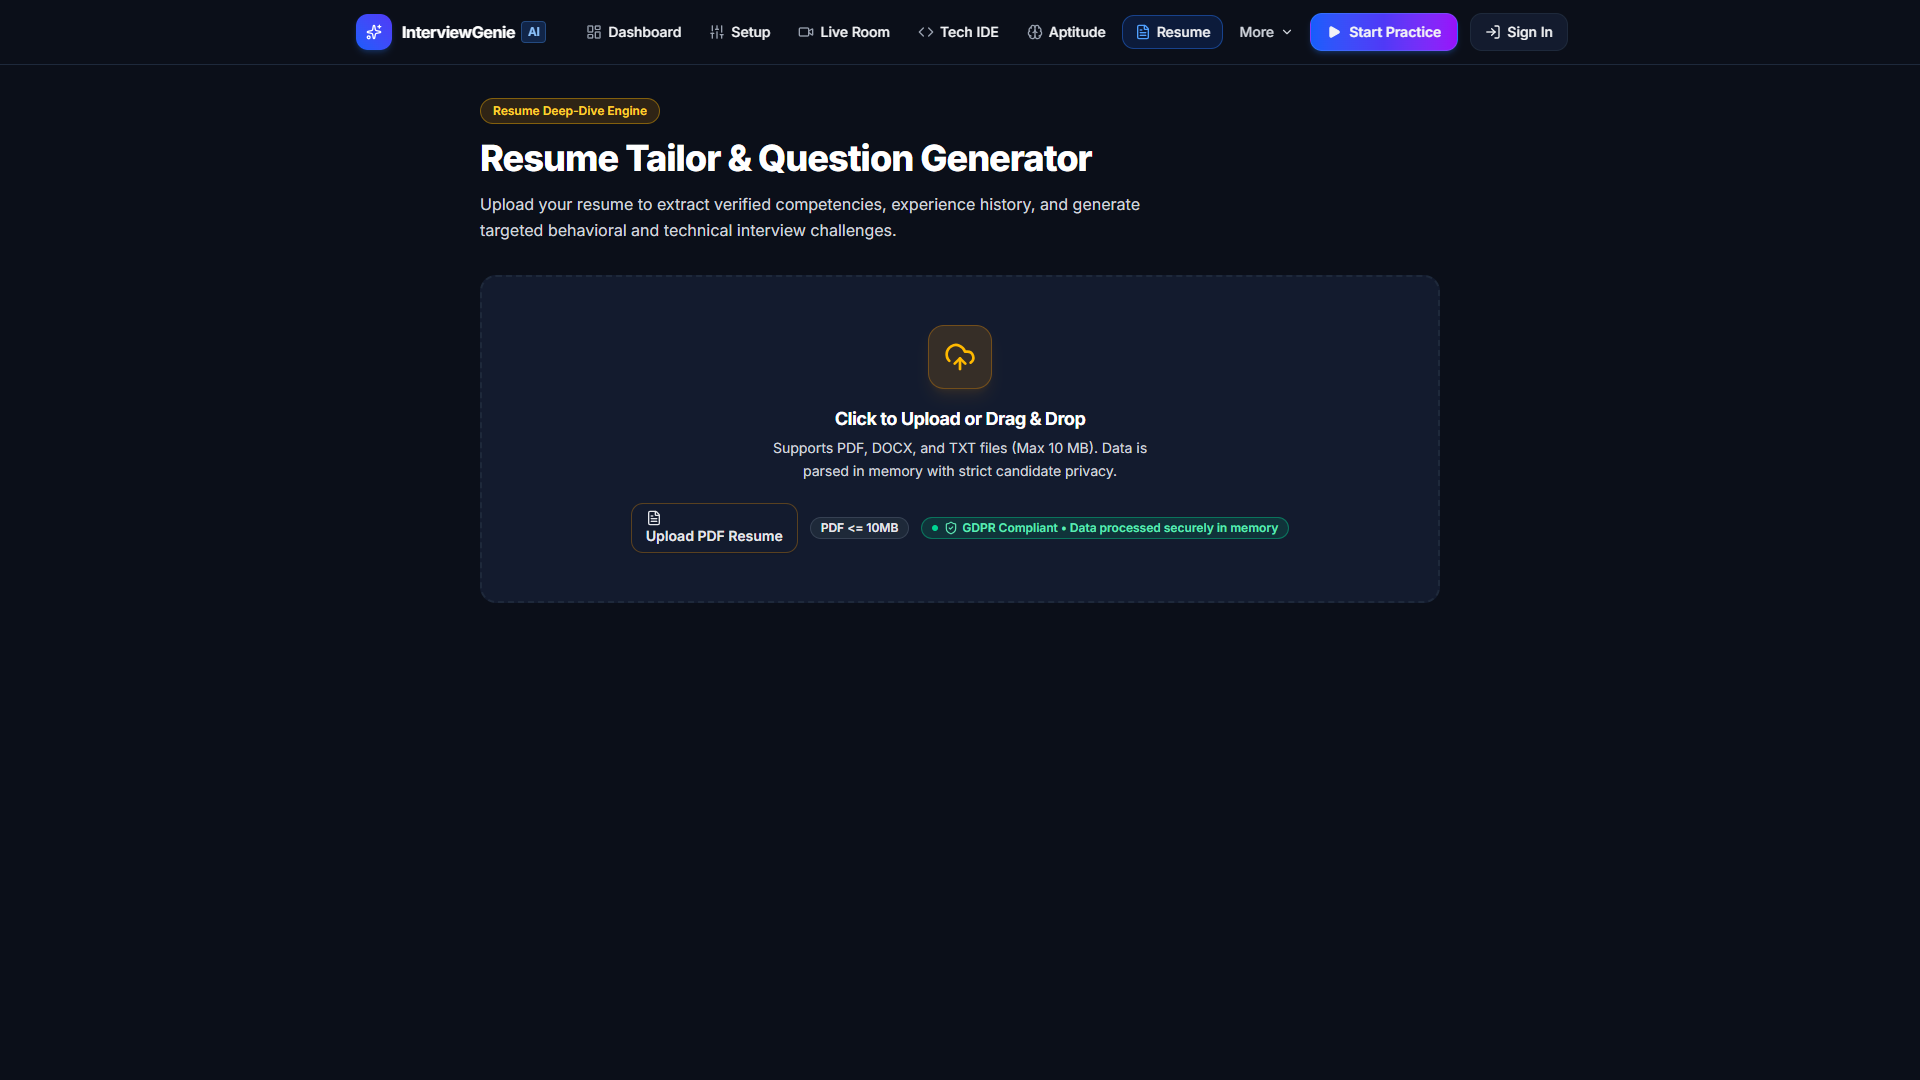 InterviewGenie AI Dashboard Setup Live Room Tech IDE Aptitude Resume More Start Practice Sign In
Resume Deep-Dive Engine
Resume Tailor & Question Generator
Upload your resume to extract verified competencies, experience history, and generate
targeted behavioral and technical interview challenges.
Click to Upload or Drag & Drop
Supports PDF, DOCX, and TXT files (Max 10 MB). Data is
parsed in memory with strict candidate privacy.
Upload PDF Resume PDF <= 10MB GDPR Compliant • Data processed securely in memory